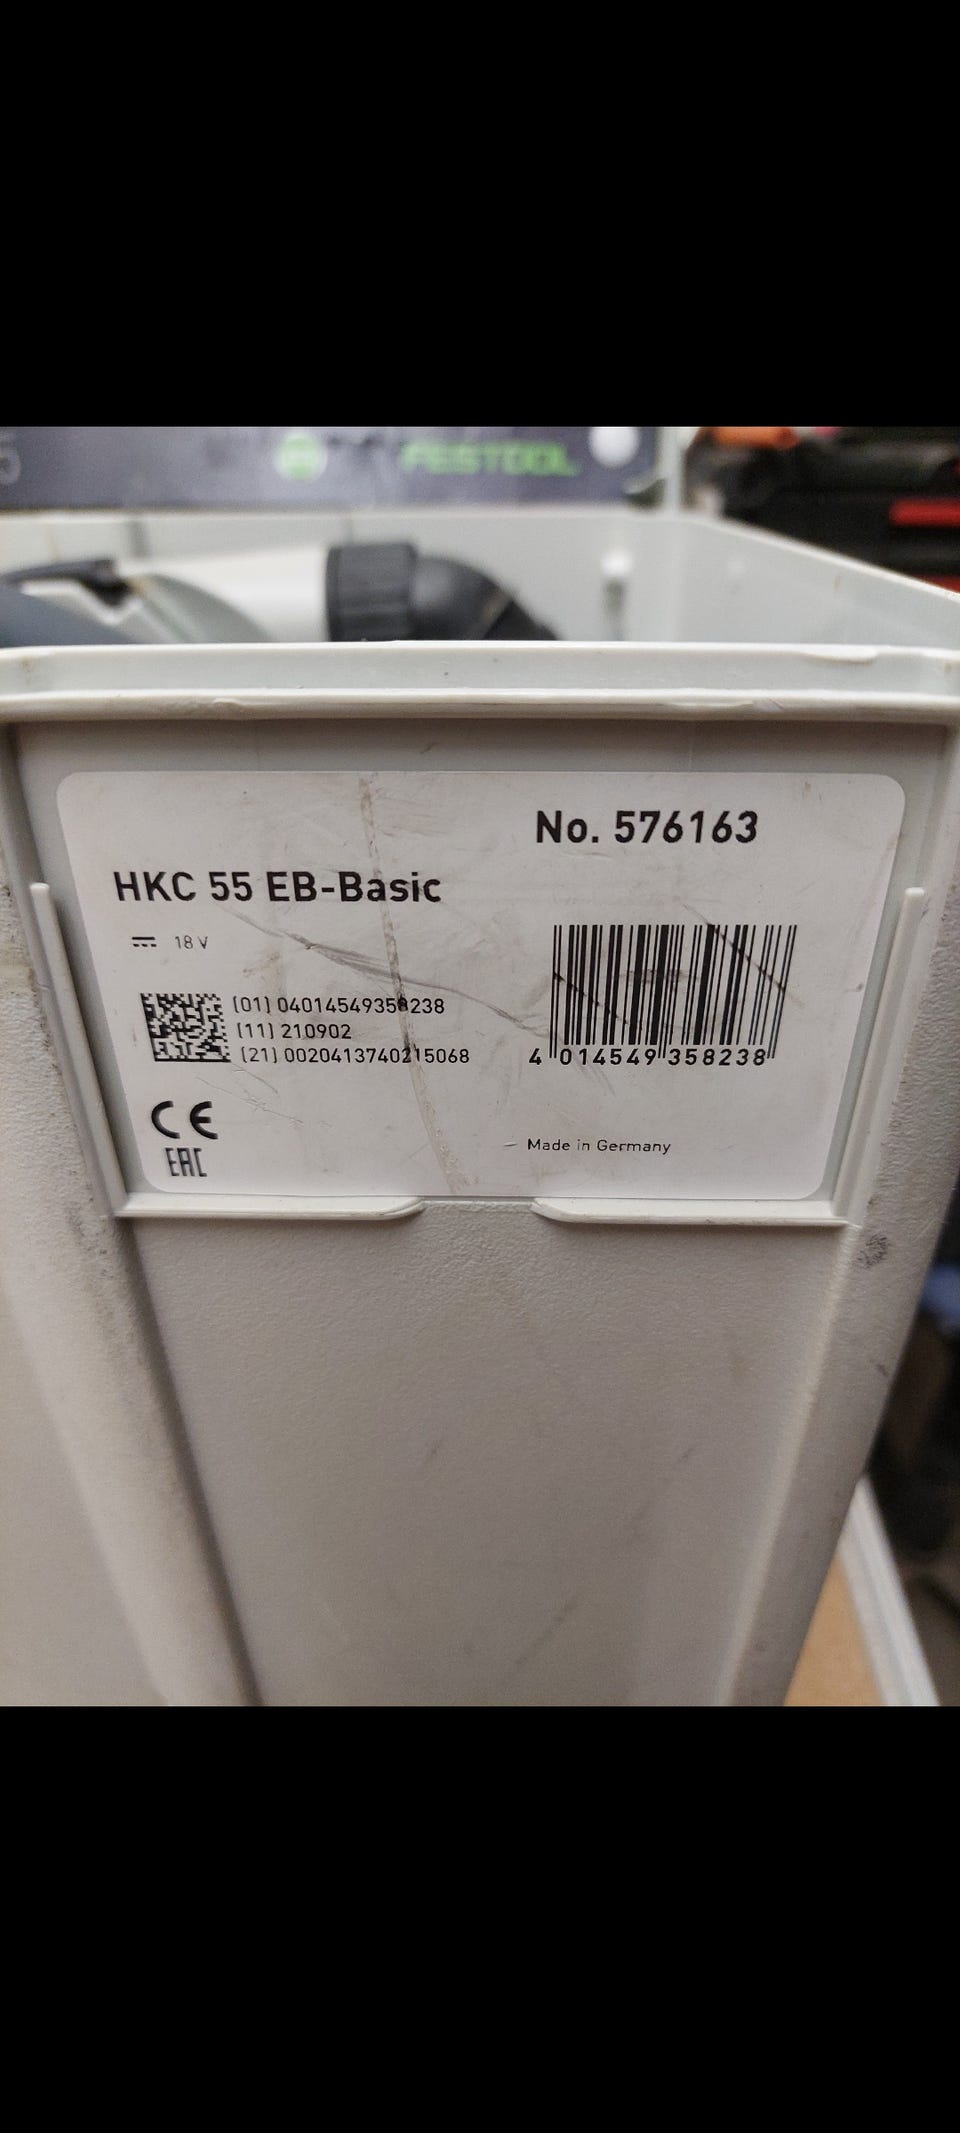 5
FESTOOL
No. 576163
HKC 55 EB-Basic
18 V
(01) 04014549358238
(11) 210902
(21) 0020413740215068
4 014549 358238
CE
EAC
Made in Germany